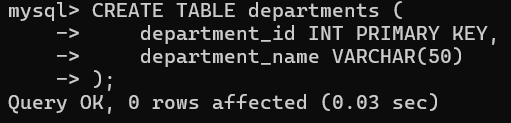 mysql> CREATE TABLE departments (
    ->     department_id INT PRIMARY KEY,
    ->     department_name VARCHAR(50)
    -> );
Query OK, 0 rows affected (0.03 sec)